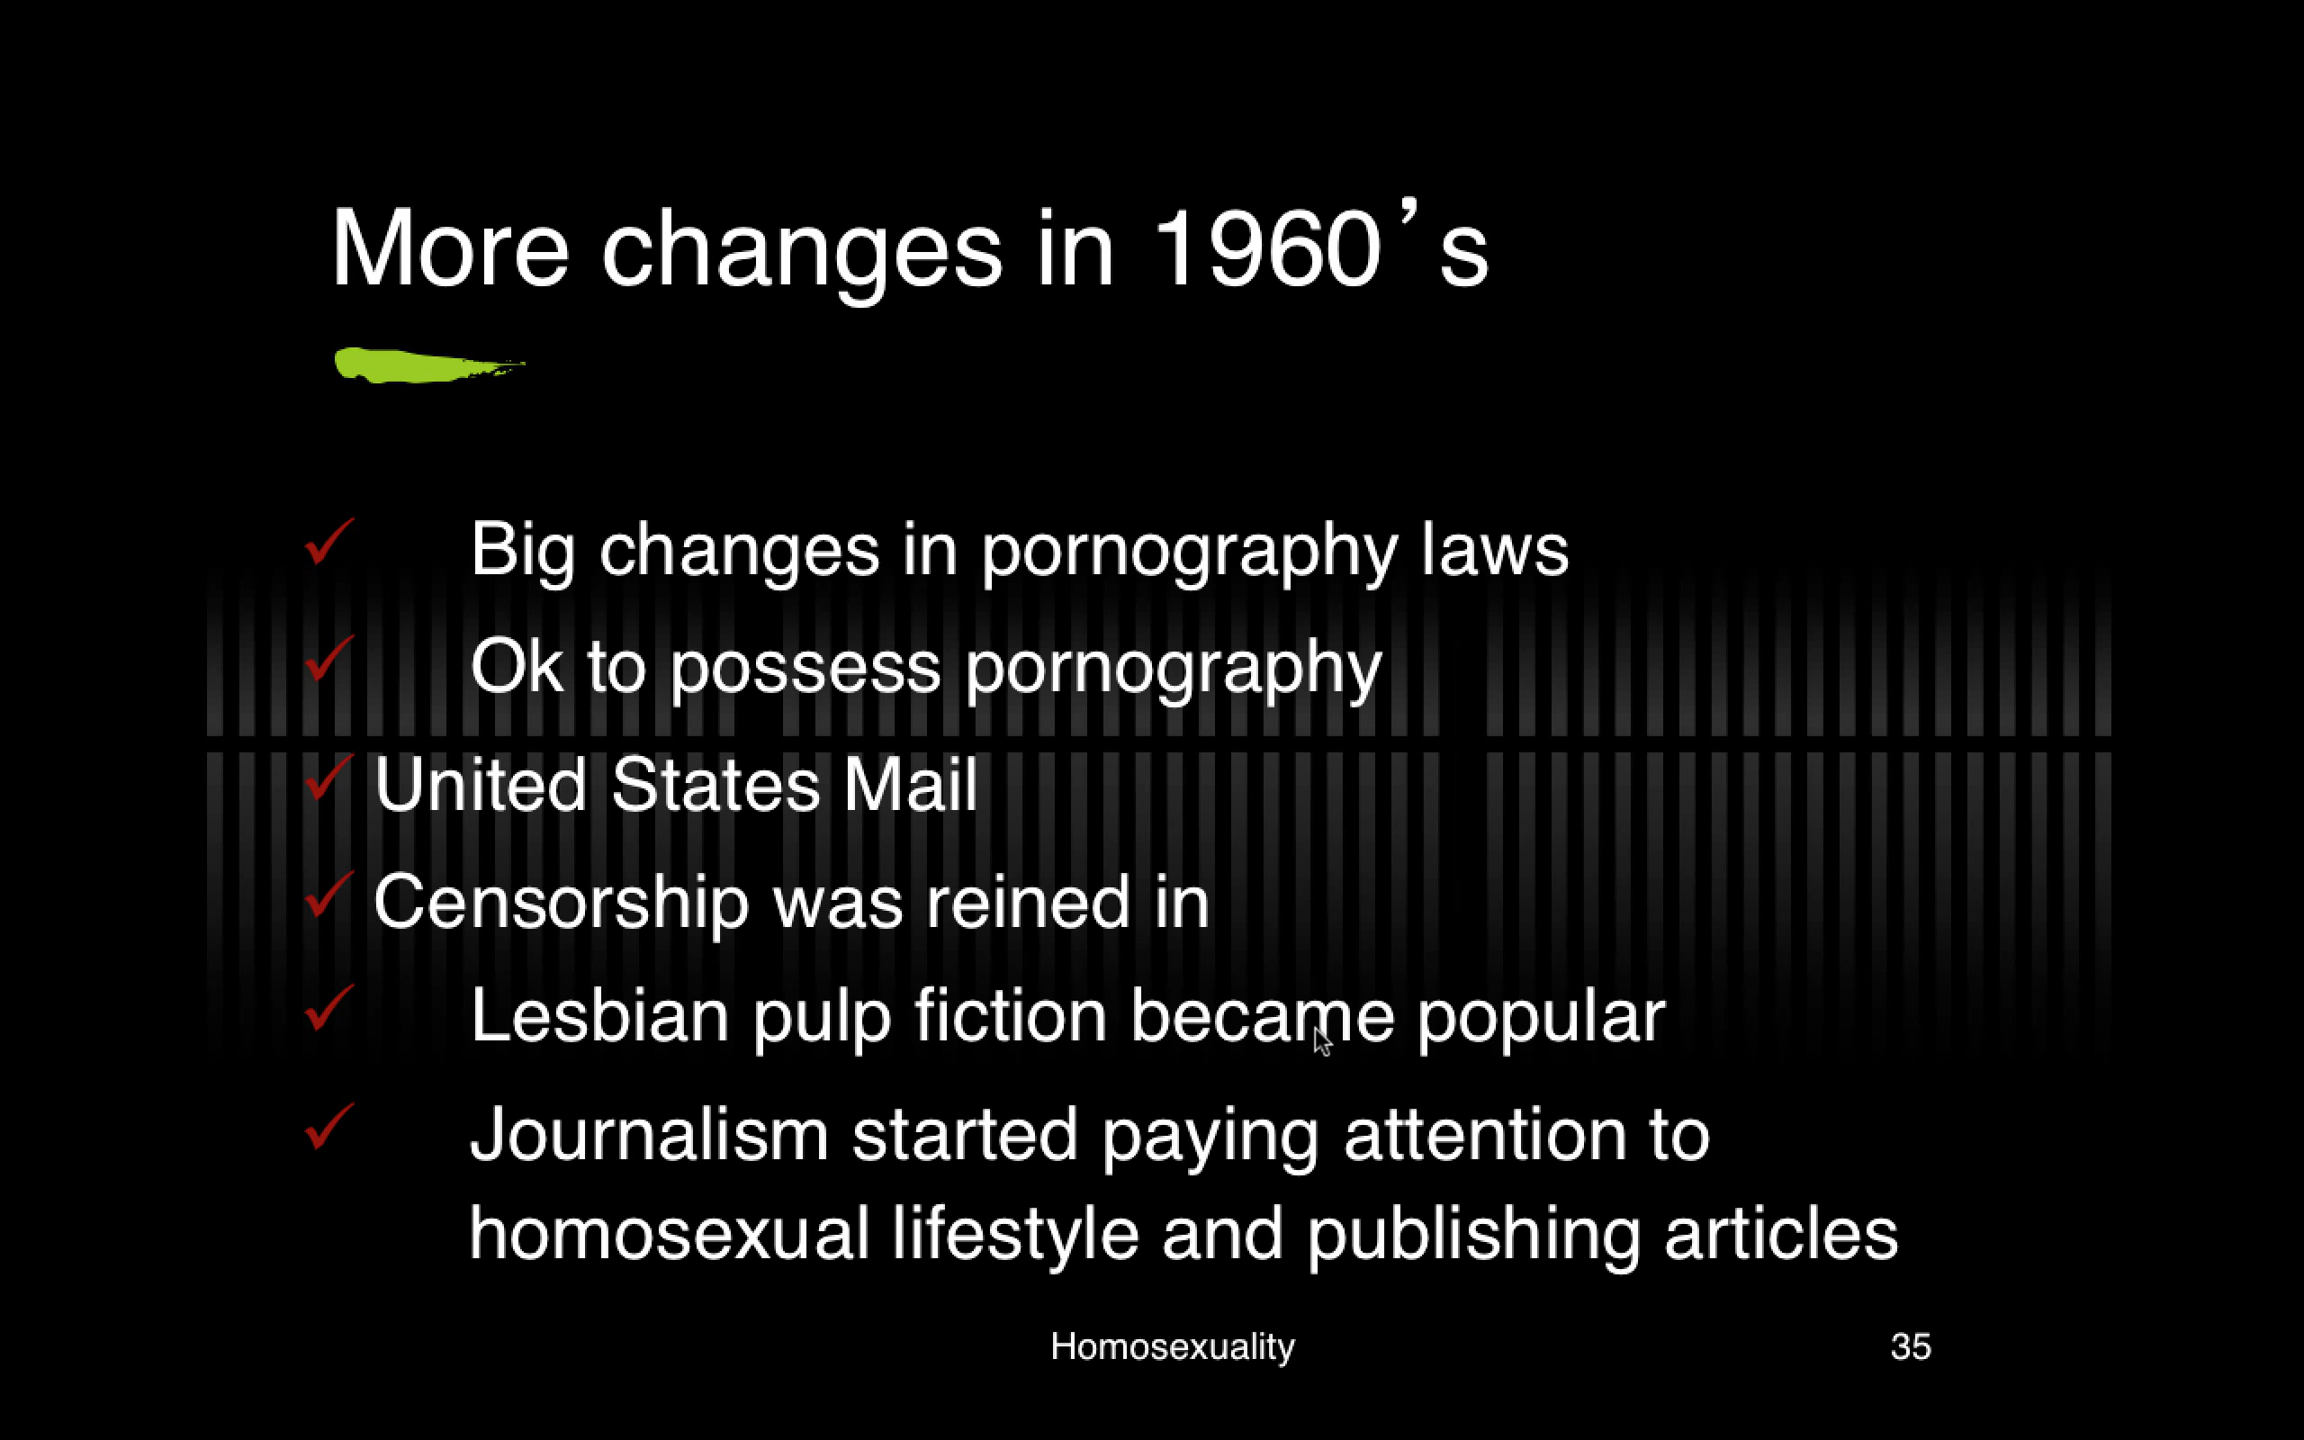 More changes in 1960’s
Big changes in pornography laws
Ok to possess pornography
United States Mail
Censorship was reined in
Lesbian pulp fiction became popular
Journalism started paying attention to
homosexual lifestyle and publishing articles
Homosexuality
35